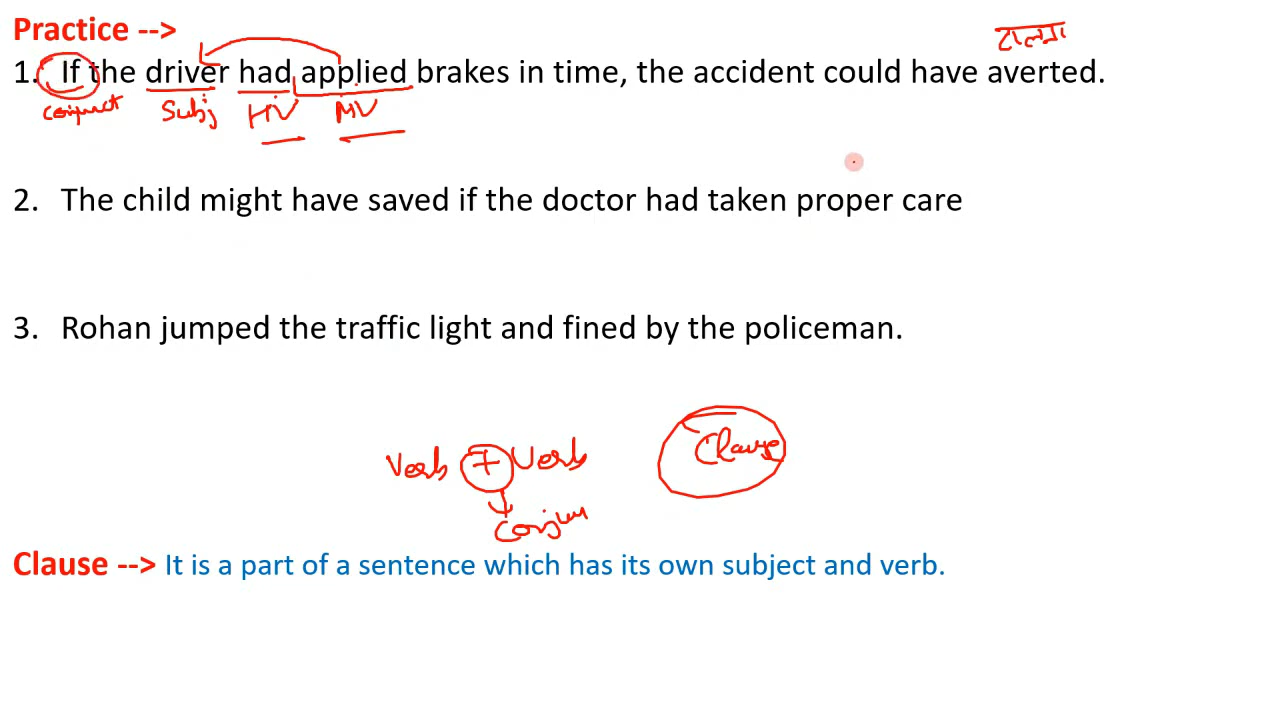 Practice -->
टालना
1. If the driver had applied brakes in time, the accident could have averted.
conjunct Subj HV MV
2. The child might have saved if the doctor had taken proper care
3. Rohan jumped the traffic light and fined by the policeman.
Verb + Verb Clause
Conjun
Clause --> It is a part of a sentence which has its own subject and verb.